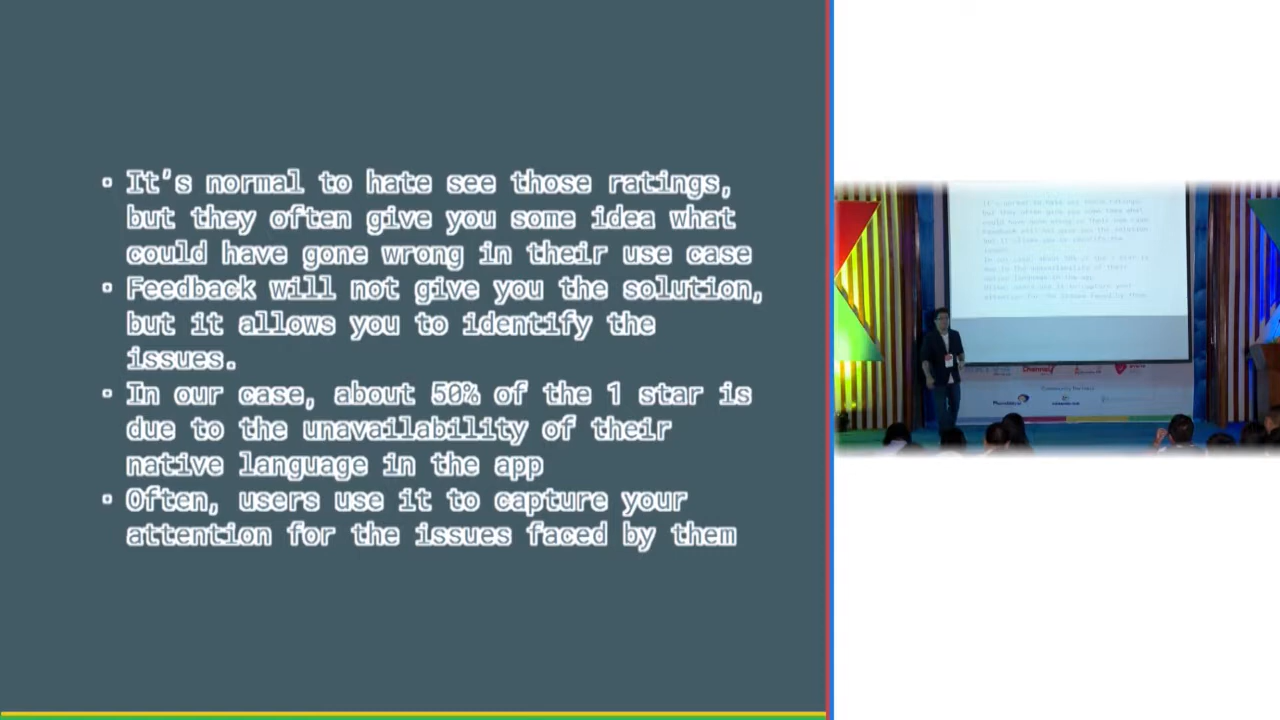 • It's normal to hate see those ratings,
but they often give you some idea what
could have gone wrong in their use case
• Feedback will not give you the solution,
but it allows you to identify the
issues.
• In our case, about 50% of the 1 star is
due to the unavailability of their
native language in the app
• Often, users use it to capture your
attention for the issues faced by them